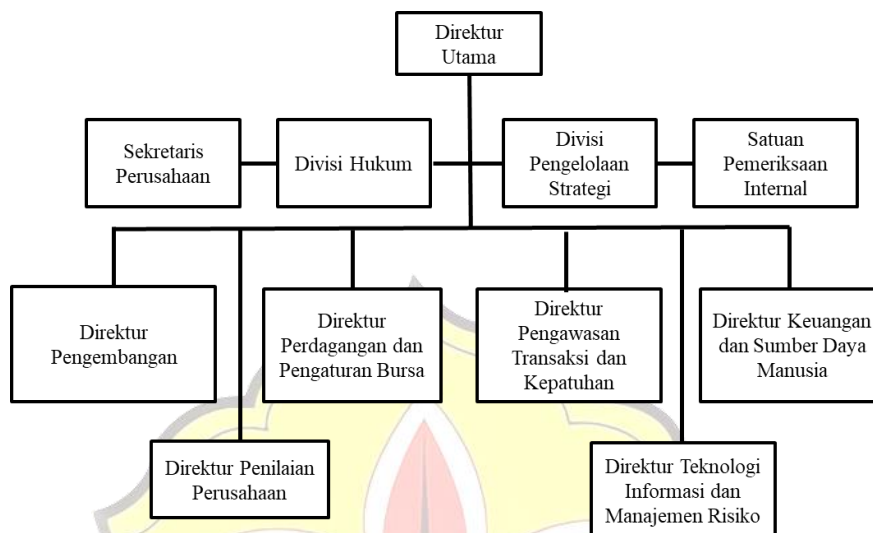 Direktur
Utama
Sekretaris
Perusahaan
Divisi Hukum
Divisi
Pengelolaan
Strategi
Satuan
Pemeriksaan
Internal
Direktur
Pengembangan
Direktur
Perdagangan dan
Pengaturan Bursa
Direktur
Pengawasan
Transaksi dan
Kepatuhan
Direktur Keuangan
dan Sumber Daya
Manusia
Direktur Penilaian
Perusahaan
Direktur Teknologi
Informasi dan
Manajemen Risiko